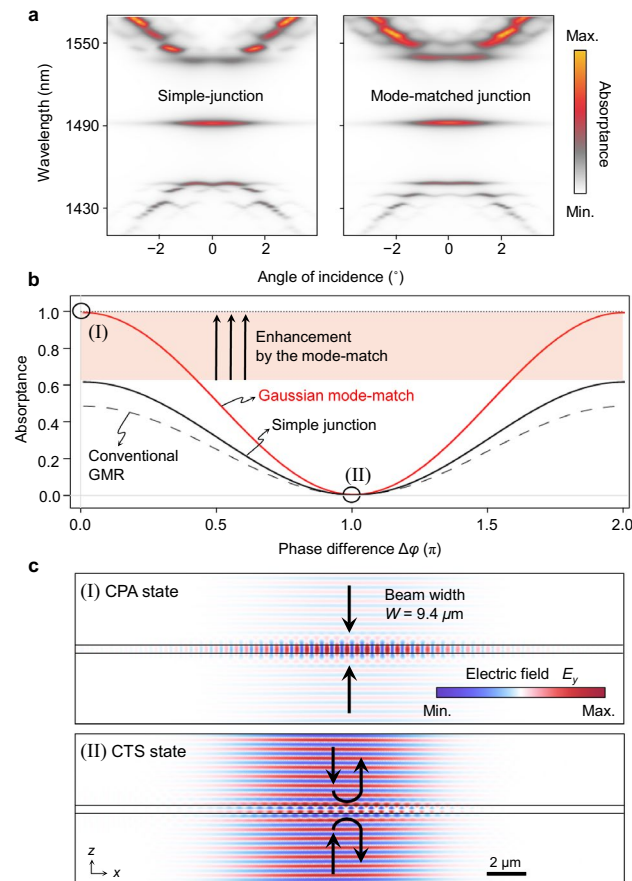 a
1550
1490
1430
Wavelength (nm)
Simple-junction
Mode-matched junction
−2
0
2
−2
0
2
Angle of incidence (°)
Max.
Absorptance
Min.
b
1.0
0.8
0.6
0.4
0.2
0.0
Absorptance
(I)
Enhancement
by the mode-match
Gaussian mode-match
Simple junction
Conventional
GMR
(II)
0.0
0.5
1.0
1.5
2.0
Phase difference Δφ (π)
c
(I) CPA state
Beam width
W = 9.4 μm
Electric field Ey
Min.
Max.
(II) CTS state
z
x
2 μm